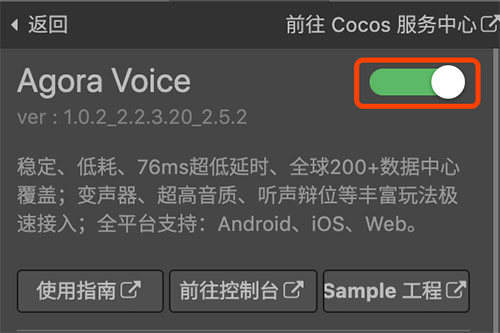 返回
前往 Cocos 服务中心
Agora Voice
ver : 1.0.2_2.2.3.20_2.5.2
稳定、低耗、76ms超低延时、全球200+数据中心
覆盖；变声器、超高音质、听声辩位等丰富玩法极
速接入；全平台支持：Android、iOS、Web。
使用指南
前往控制台
Sample 工程